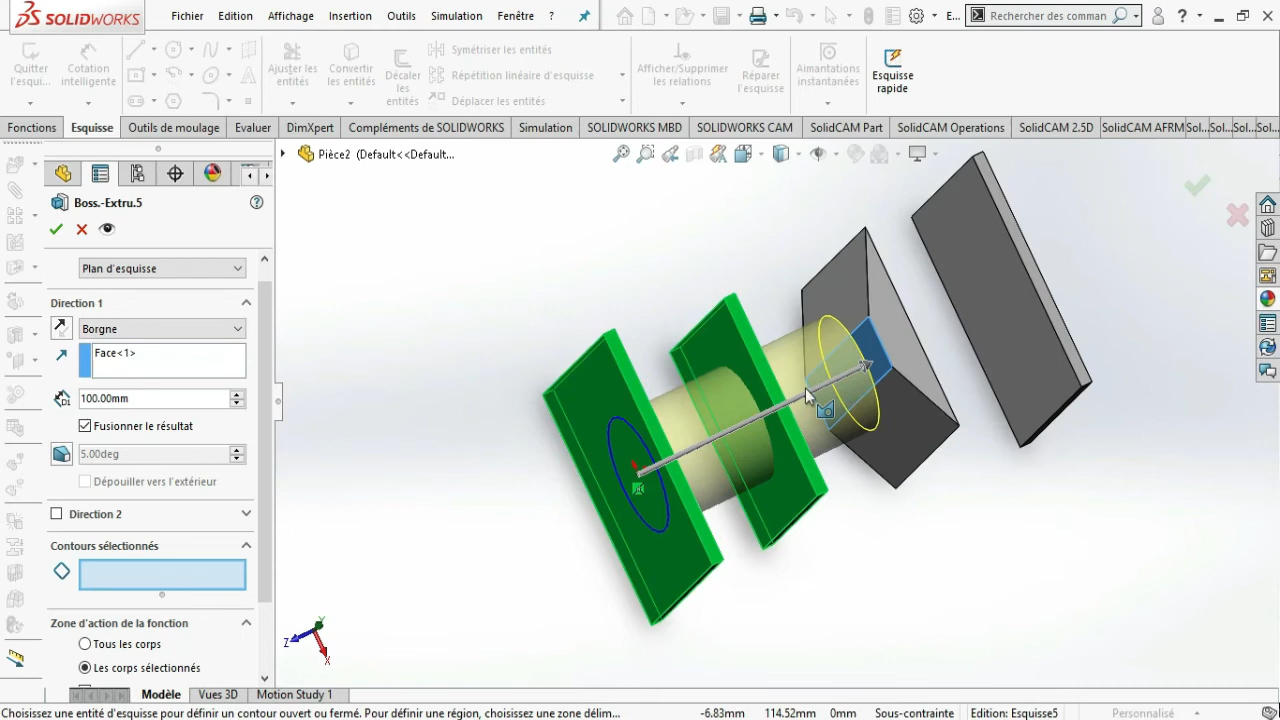 SOLIDWORKS
Fichier Edition Affichage Insertion Outils Simulation Fenêtre ?
E...
Rechercher des comman
?
Quitter l'esqui...
Cotation intelligente
Ajuster les entités
Convertir les entités
Décaler les entités
Symétriser les entités
Répétition linéaire d'esquisse
Déplacer les entités
Afficher/Supprimer les relations
Réparer l'esquisse
Aimantations instantanées
Esquisse rapide
Fonctions Esquisse Outils de moulage Evaluer DimXpert Compléments de SOLIDWORKS Simulation SOLIDWORKS MBD SOLIDWORKS CAM SolidCAM Part SolidCAM Operations SolidCAM 2.5D SolidCAM AFRM Sol... Sol... Sol... Sol...
Pièce2 (Default<<Default...
Boss.-Extru.5
Plan d'esquisse
Direction 1
Borgne
Face<1>
100.00mm
Fusionner le résultat
5.00deg
Dépouiller vers l'extérieur
Direction 2
Contours sélectionnés
Zone d'action de la fonction
Tous les corps
Les corps sélectionnés
Y
Z
X
Modèle Vues 3D Motion Study 1
Choisissez une entité d'esquisse pour définir un contour ouvert ou fermé. Pour définir une région, choisissez une zone délim... -6.83mm 114.52mm 0mm Sous-contrainte Edition: Esquisse5 Personnalisé